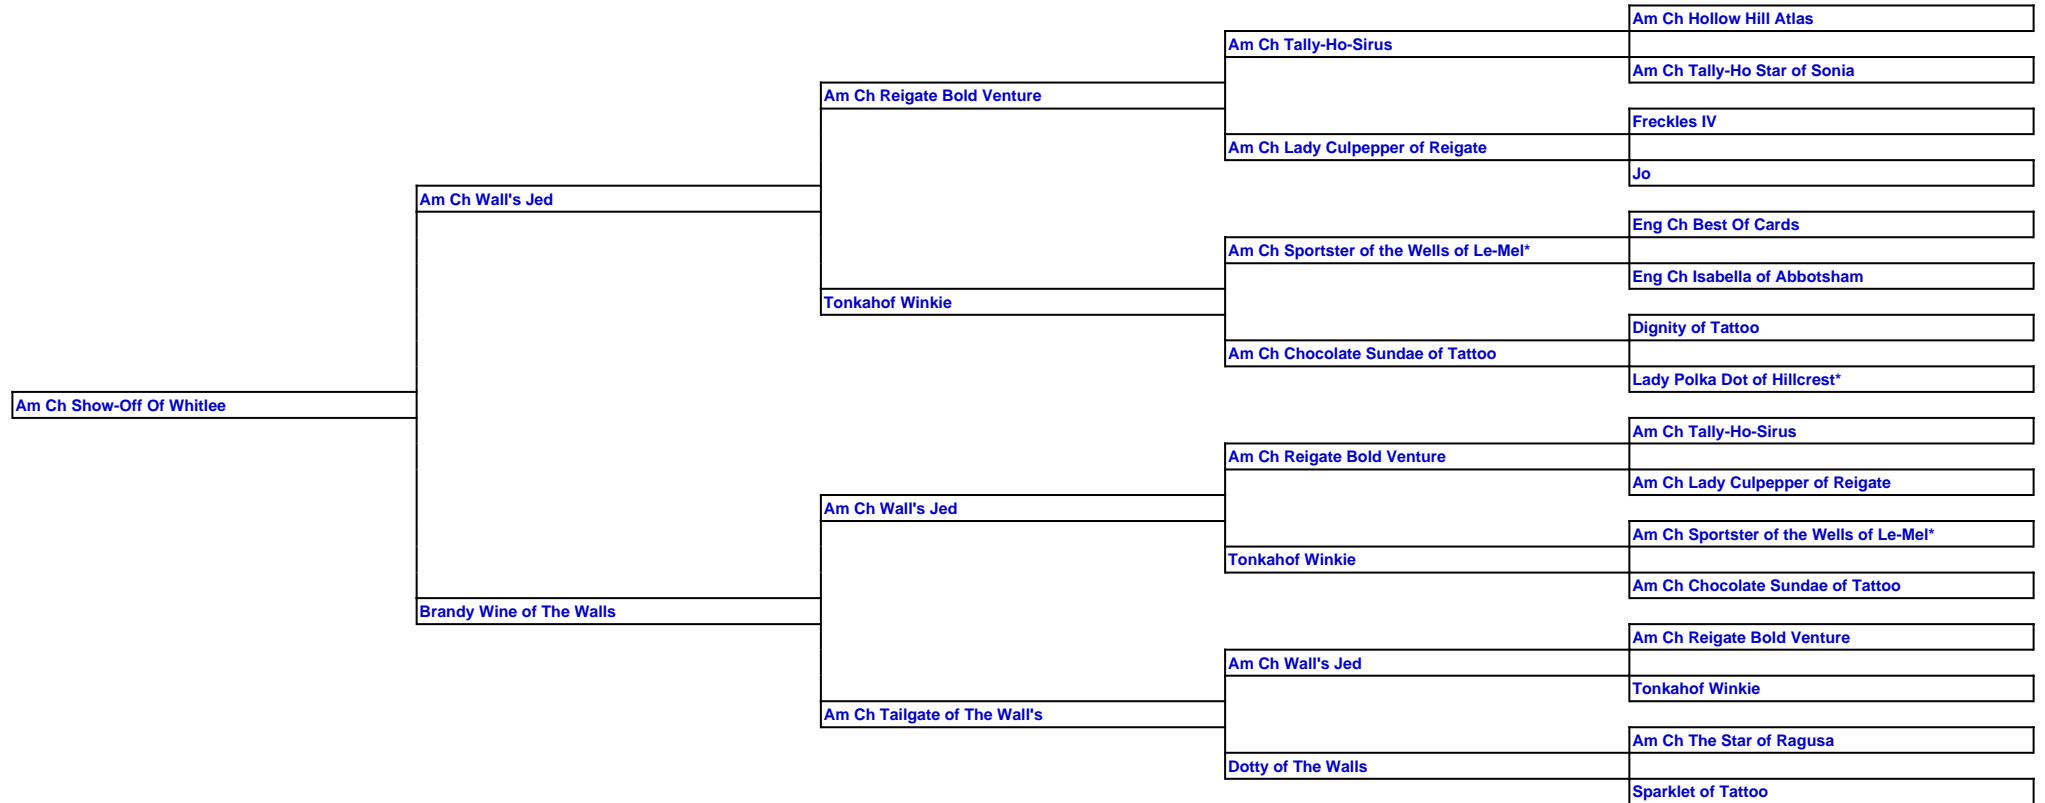 Am Ch Hollow Hill Atlas
Am Ch Tally-Ho-Sirus
Am Ch Tally-Ho Star of Sonia
Am Ch Reigate Bold Venture
Freckles IV
Am Ch Lady Culpepper of Reigate
Jo
Am Ch Wall's Jed
Eng Ch Best Of Cards
Am Ch Sportster of the Wells of Le-Mel*
Eng Ch Isabella of Abbotsham
Tonkahof Winkie
Dignity of Tattoo
Am Ch Chocolate Sundae of Tattoo
Lady Polka Dot of Hillcrest*
Am Ch Show-Off Of Whitlee
Am Ch Tally-Ho-Sirus
Am Ch Reigate Bold Venture
Am Ch Lady Culpepper of Reigate
Am Ch Wall's Jed
Am Ch Sportster of the Wells of Le-Mel*
Tonkahof Winkie
Am Ch Chocolate Sundae of Tattoo
Brandy Wine of The Walls
Am Ch Reigate Bold Venture
Am Ch Wall's Jed
Tonkahof Winkie
Am Ch Tailgate of The Wall's
Am Ch The Star of Ragusa
Dotty of The Walls
Sparklet of Tattoo